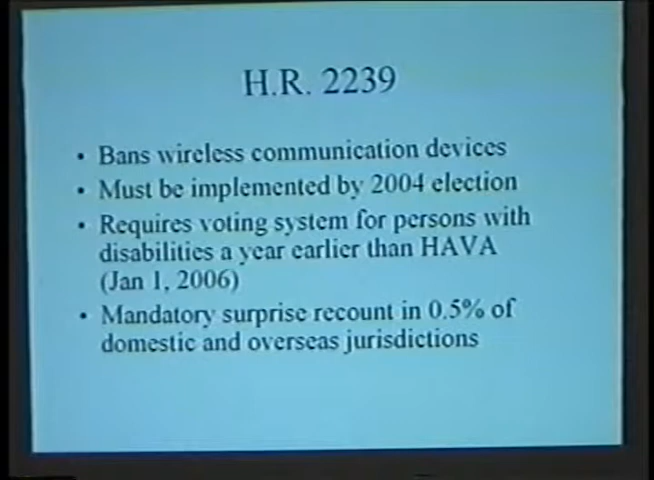 H.R. 2239
• Bans wireless communication devices
• Must be implemented by 2004 election
• Requires voting system for persons with
disabilities a year earlier than HAVA
(Jan 1, 2006)
• Mandatory surprise recount in 0.5% of
domestic and overseas jurisdictions